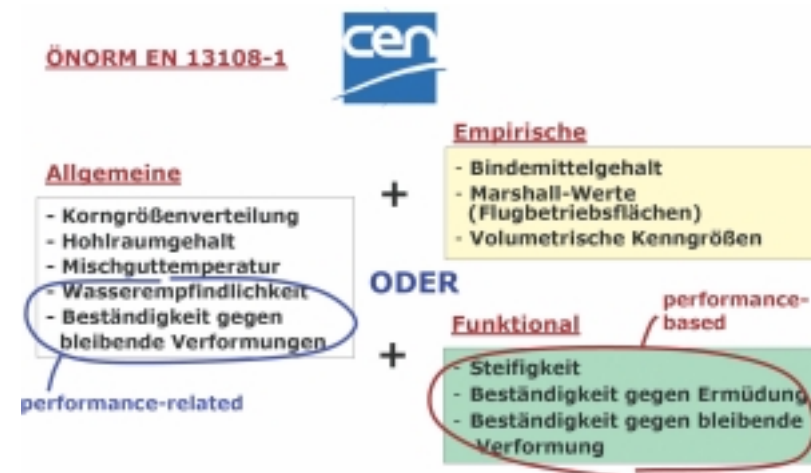 ÖNORM EN 13108-1
cen
Allgemeine
- Korngrößenverteilung
- Hohlraumgehalt
- Mischguttemperatur
- Wasserempfindlichkeit
- Beständigkeit gegen
bleibende Verformungen
performance-related
+
ODER
+
Empirische
- Bindemittelgehalt
- Marshall-Werte
(Flugbetriebsflächen)
- Volumetrische Kenngrößen
Funktional
performance-
based
- Steifigkeit
- Beständigkeit gegen Ermüdung
- Beständigkeit gegen bleibende
Verformung